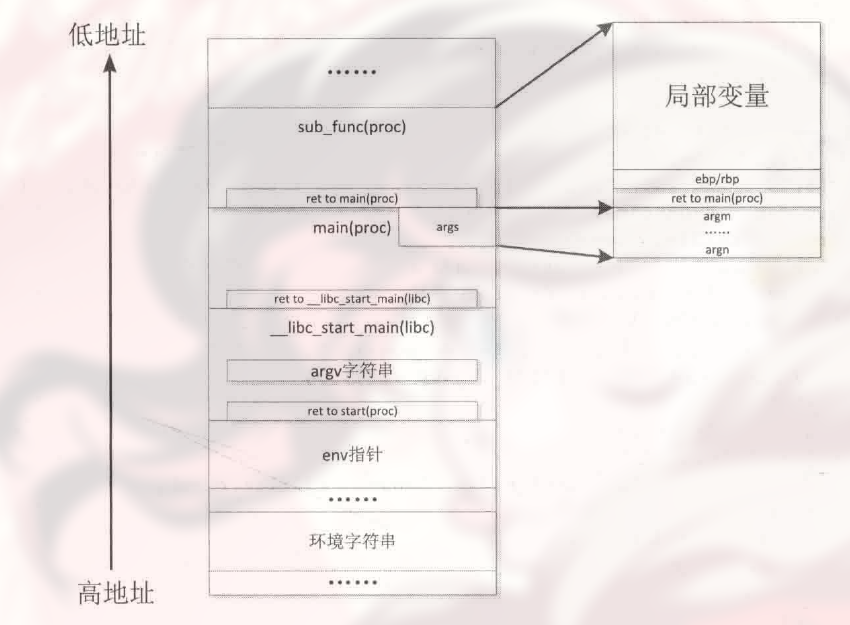 低地址
……
sub_func(proc)
ret to main(proc)
main(proc)
args
ret to __libc_start_main(libc)
__libc_start_main(libc)
argv字符串
ret to start(proc)
env指针
……
环境字符串
……
高地址
局部变量
ebp/rbp
ret to main(proc)
argm
……
argn